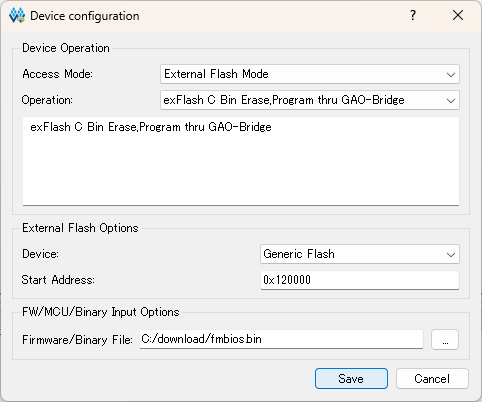 Device configuration
?
Device Operation
Access Mode: External Flash Mode
Operation: exFlash C Bin Erase,Program thru GAO-Bridge
exFlash C Bin Erase,Program thru GAO-Bridge
External Flash Options
Device: Generic Flash
Start Address: 0x120000
FW/MCU/Binary Input Options
Firmware/Binary File: C:/download/fmbios.bin ...
Save Cancel